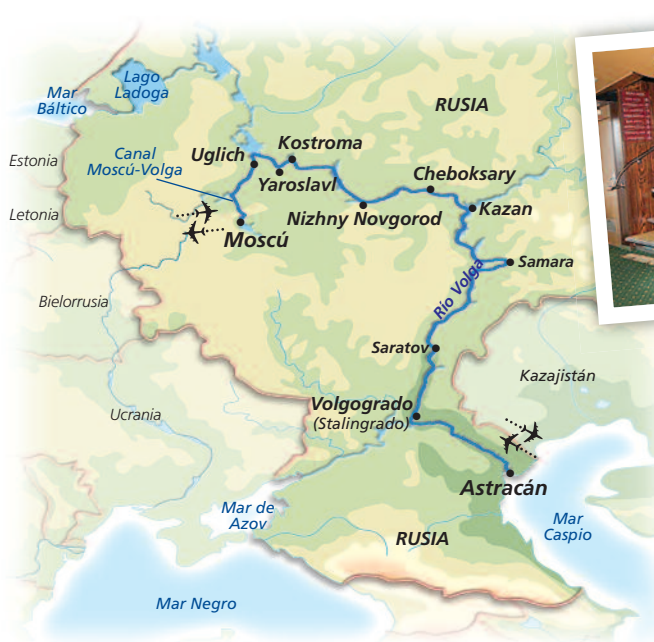 Lago
Ladoga
Mar
Báltico
RUSIA
Estonia
Canal
Moscú-Volga
Uglich
Kostroma
Yaroslavl
Cheboksary
Letonia
Nizhny Novgorod
Kazan
Moscú
Samara
Rio Volga
Bielorrusia
Saratov
Kazajistán
Volgogrado
(Stalingrado)
Ucrania
Astracán
Mar de
Azov
Mar
Caspio
RUSIA
Mar Negro